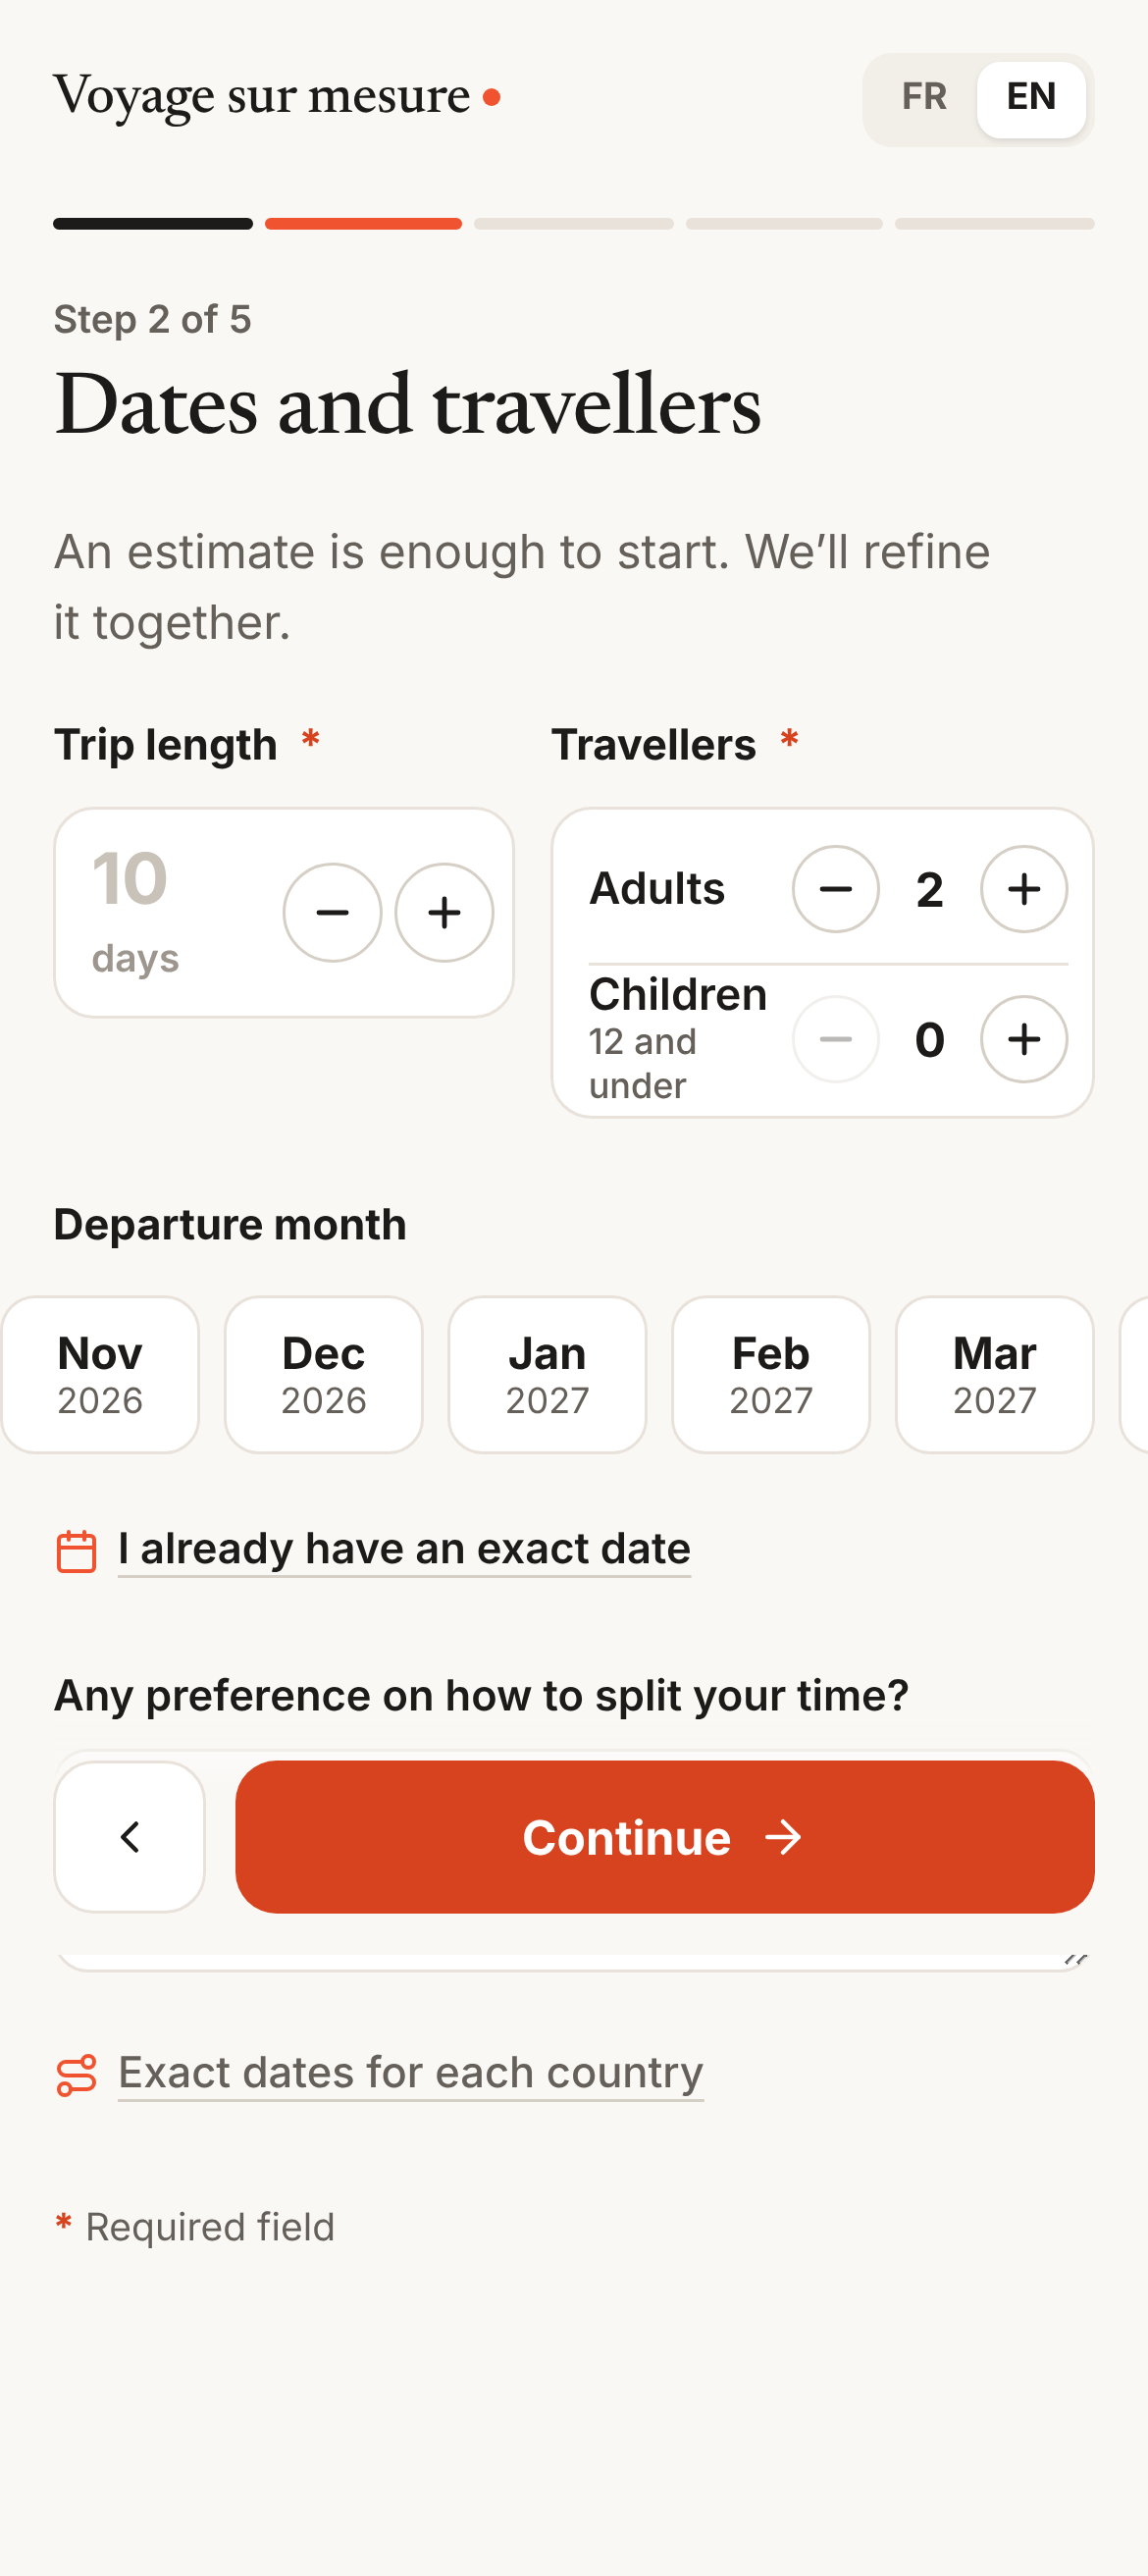 Voyage sur mesure
FR EN
Step 2 of 5
Dates and travellers
An estimate is enough to start. We’ll refine
it together.
Trip length *
10
days
Travellers *
Adults 2
Children 0
12 and
under
Departure month
Nov
2026
Dec
2026
Jan
2027
Feb
2027
Mar
2027
I already have an exact date
Any preference on how to split your time?
Continue
Exact dates for each country
* Required field